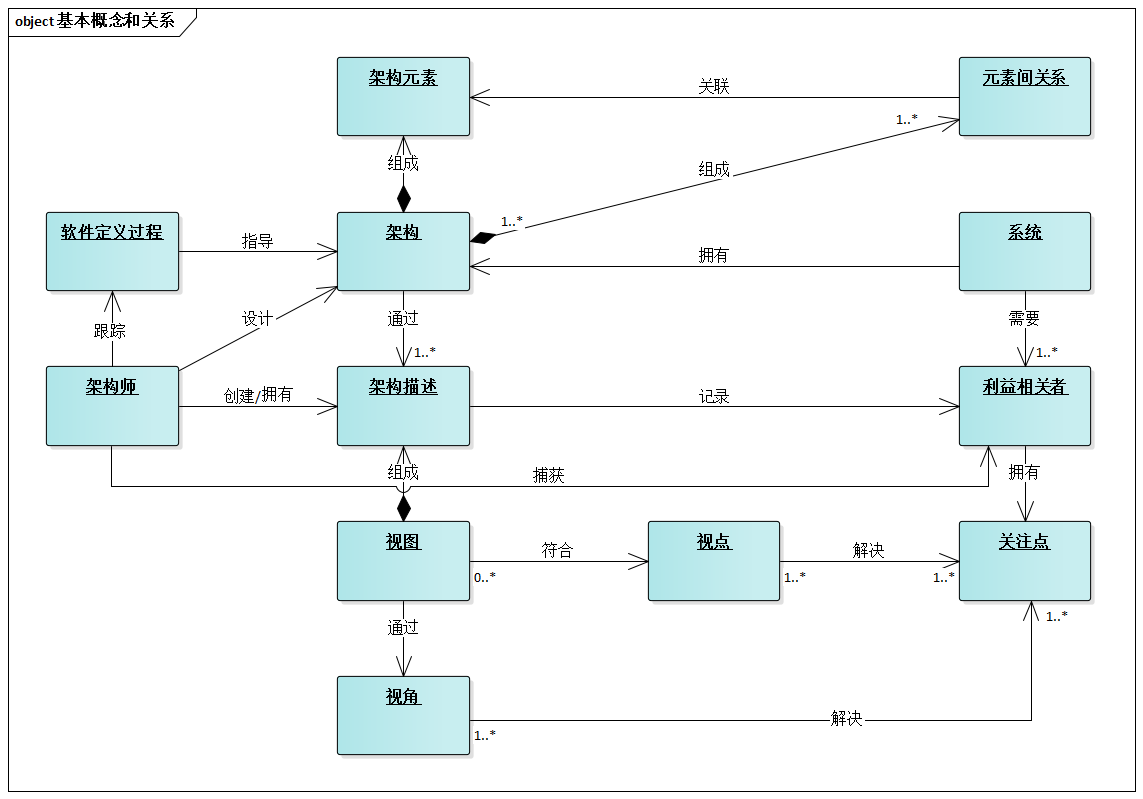 object 基本概念和关系
架构元素
关联
元素间关系
1..*
组成
组成
1..*
软件定义过程
指导
架构
拥有
系统
设计
通过
需要
跟踪
1..*
1..*
架构师
创建/拥有
架构描述
记录
利益相关者
组成
捕获
拥有
视图
符合
视点
解决
关注点
0..*
1..*
1..*
1..*
通过
视角
解决
1..*